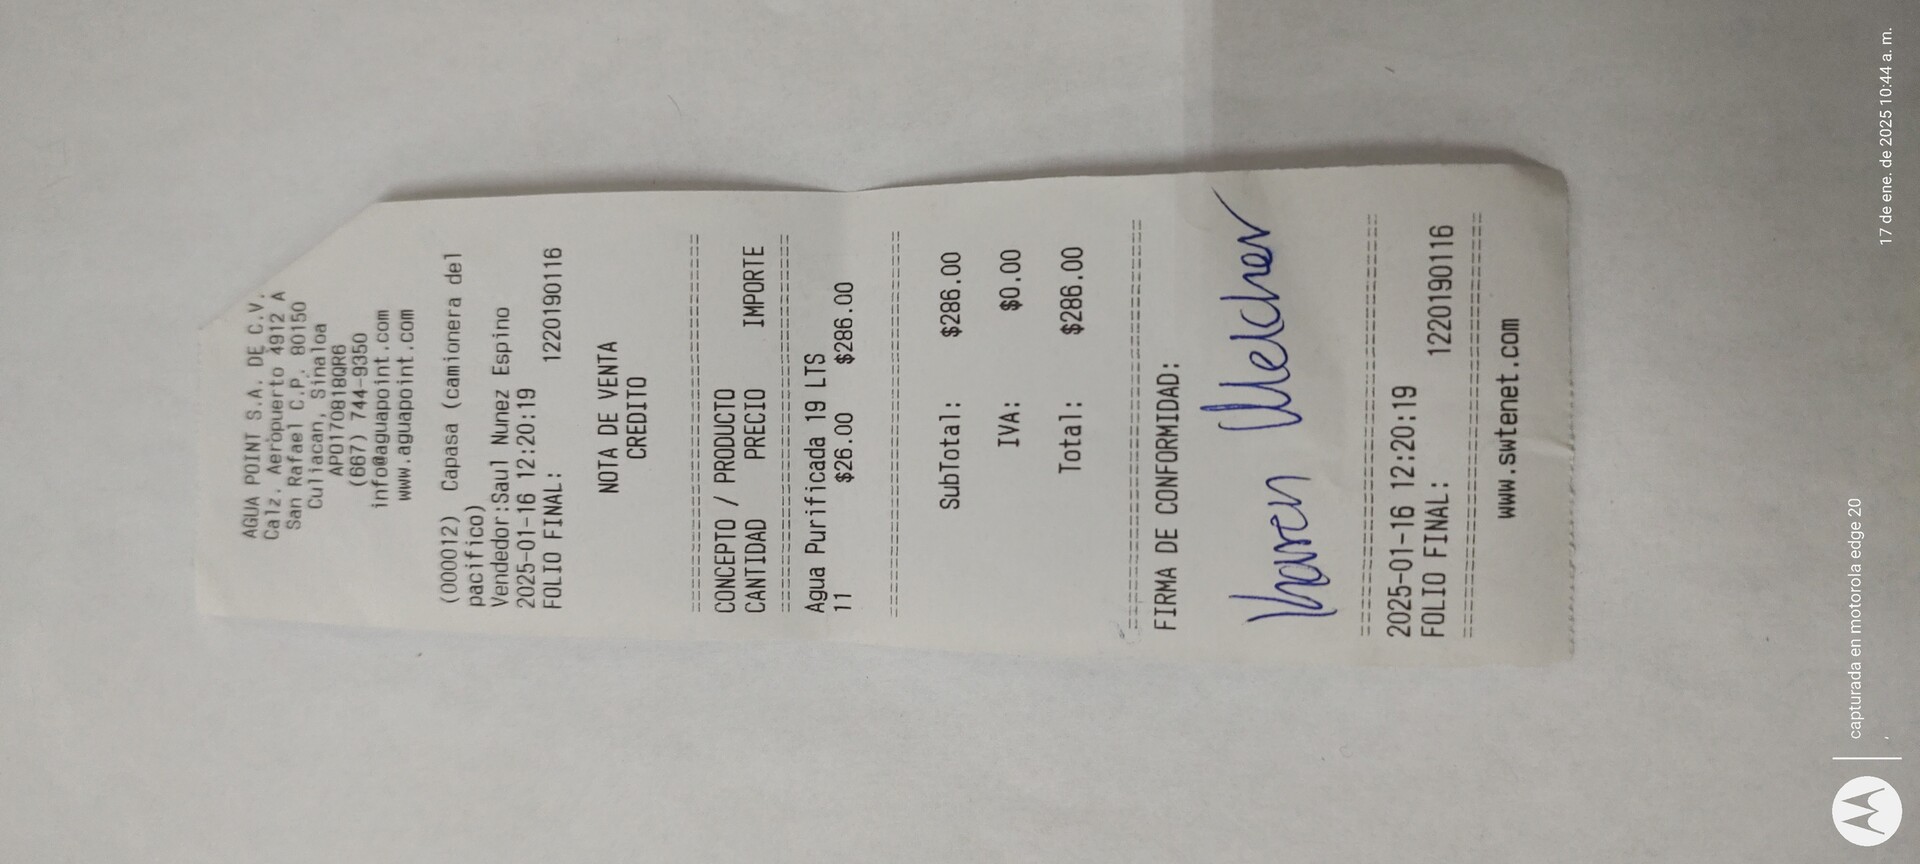 AGUA POINT S.A. DE C.V.
Calz. Aeropuerto 4912 A
San Rafael C.P. 80150
Culiacan, Sinaloa
APO170818QR6
(667) 744-9350
info@aguapoint.com
www.aguapoint.com
(000012) Capasa (camionera del
pacifico)
Vendedor:Saul Nunez Espino
2025-01-16 12:20:19
FOLIO FINAL: 1220190116
NOTA DE VENTA
CREDITO
CONCEPTO / PRODUCTO
CANTIDAD PRECIO IMPORTE
Agua Purificada 19 LTS
11 $26.00 $286.00
SubTotal: $286.00
IVA: $0.00
Total: $286.00
FIRMA DE CONFORMIDAD:
Karen Melcher
2025-01-16 12:20:19
FOLIO FINAL: 1220190116
www.swtenet.com
capturada en motorola edge 20
17 de ene. de 2025 10:44 a. m.